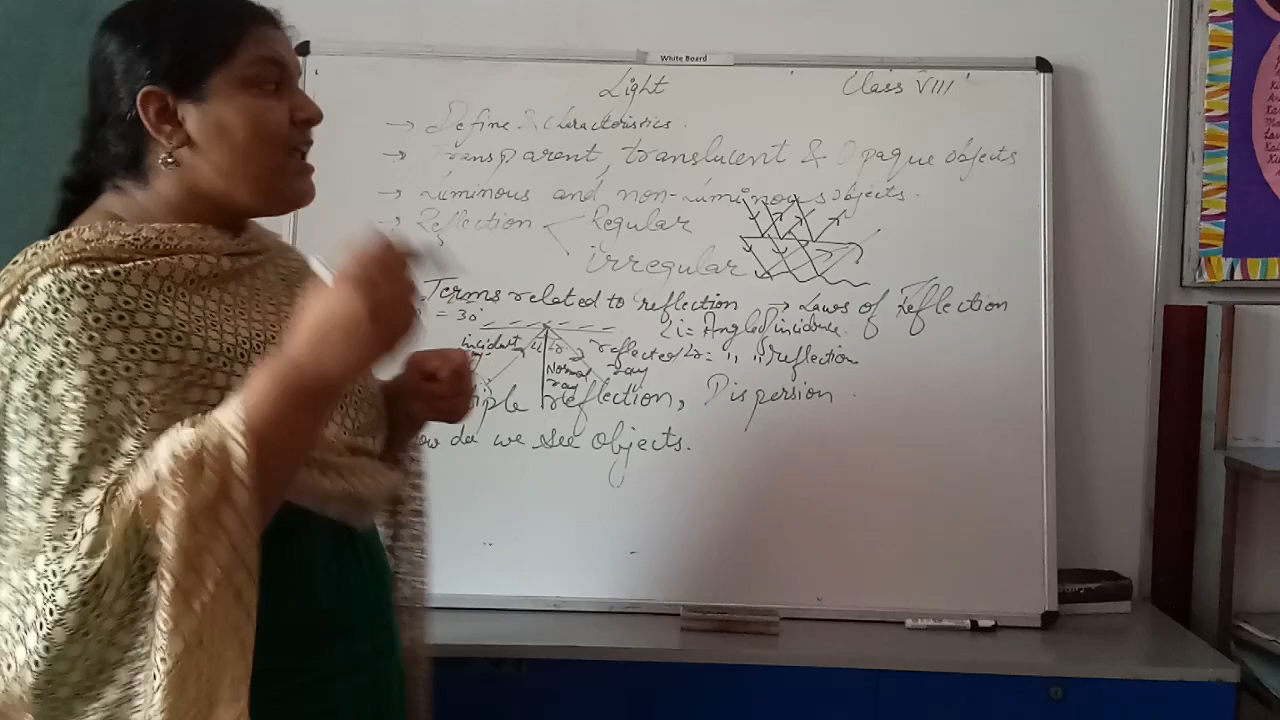 White Board
Light Class VIII
→ Define & characteristics.
→ Transparent, translucent & Opaque objects
→ Luminous and non-luminous objects.
→ Reflection Regular
irregular
Terms related to reflection → Laws of Reflection
= 30° ∠i = Angle of incidence.
incident ∠i ∠r reflected ∠r = ,, ,, reflection
ray Normal ray
ray
reflection, Dispersion.
do we see objects.